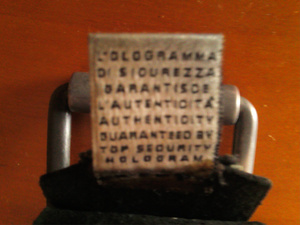 L'OLOGRAMMA
DI SICUREZZA
GARANTISCE
L'AUTENTICITÀ
AUTHENTICITY
GUARANTEED BY
TOP SECURITY
HOLOGRAM